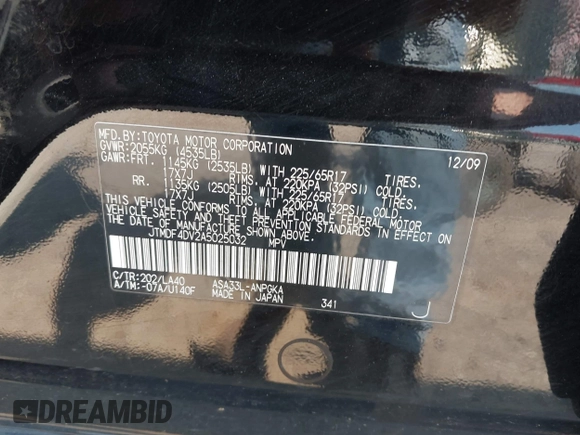 MFD.BY:TOYOTA MOTOR CORPORATION 12/09
GVWR:2055KG (4535LB)
GAWR:FRT. 1145KG (2535LB) WITH 225/65R17 TIRES.
17X7J RIMS. AT 220KPA (32PSI) COLD.
RR. 1135KG (2505LB) WITH 225/65R17 TIRES.
17X7J RIMS. AT 220KPA (32PSI) COLD.
THIS VEHICLE CONFORMS TO ALL APPLICABLE FEDERAL MOTOR
VEHICLE SAFETY AND THEFT PREVENTION STANDARDS IN EFFECT ON
THE DATE OF MANUFACTURE SHOWN ABOVE.
JTMDF4DV2A5025032 MPV
C/TR:202/LA40 ASA33L-ANPGKA
A/TM:-07A/U140F MADE IN JAPAN 341
J
DREAMBID